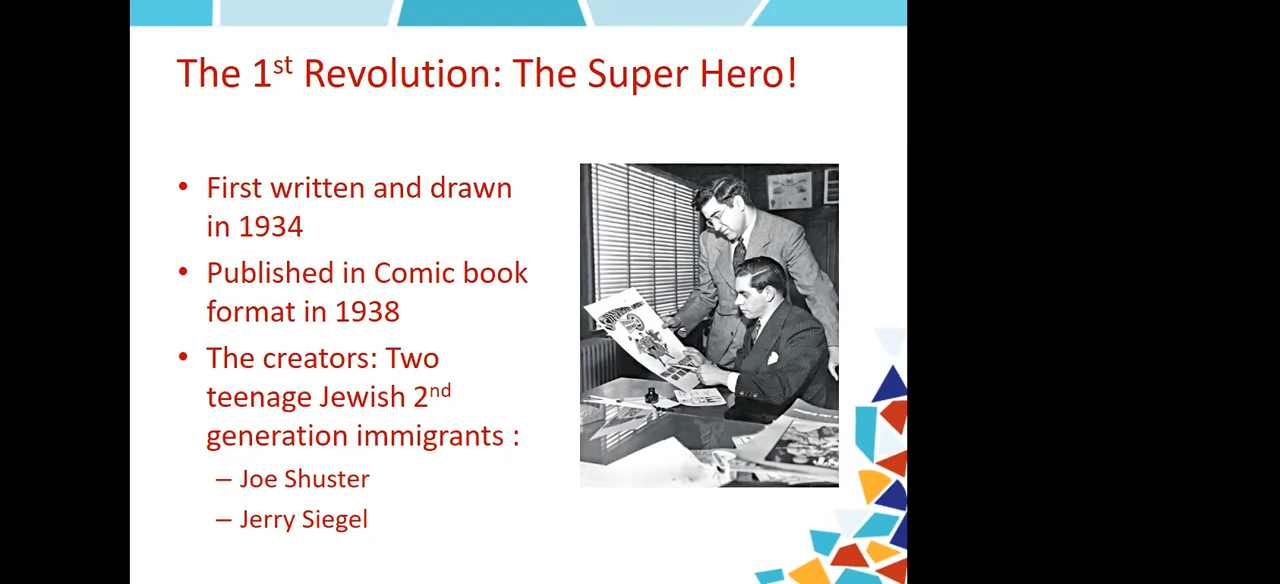 The 1st Revolution: The Super Hero!
• First written and drawn
in 1934
• Published in Comic book
format in 1938
• The creators: Two
teenage Jewish 2nd
generation immigrants :
– Joe Shuster
– Jerry Siegel